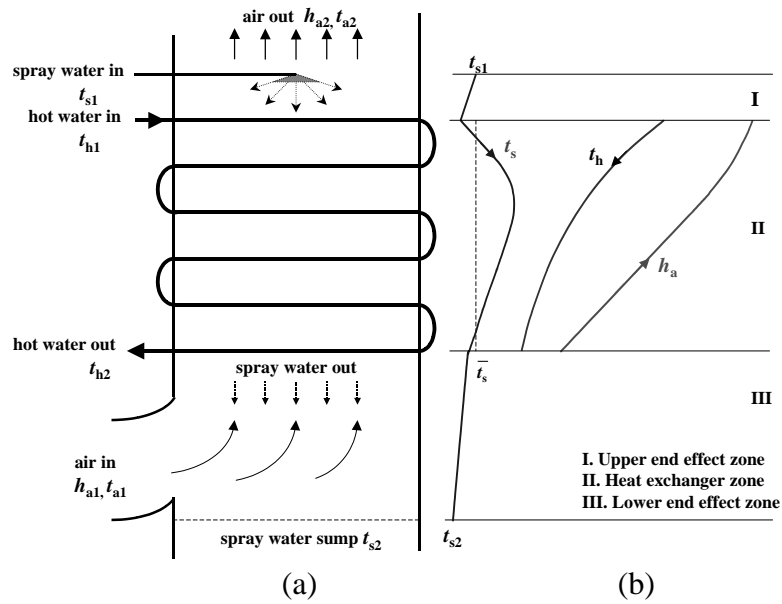 air out h_a2, t_a2
spray water in
t_s1
hot water in
t_h1
hot water out
t_h2
spray water out
air in
h_a1, t_a1
spray water sump t_s2
(a)
t_s1
I
t_s
t_h
II
h_a
t̅_s
III
I. Upper end effect zone
II. Heat exchanger zone
III. Lower end effect zone
t_s2
(b)